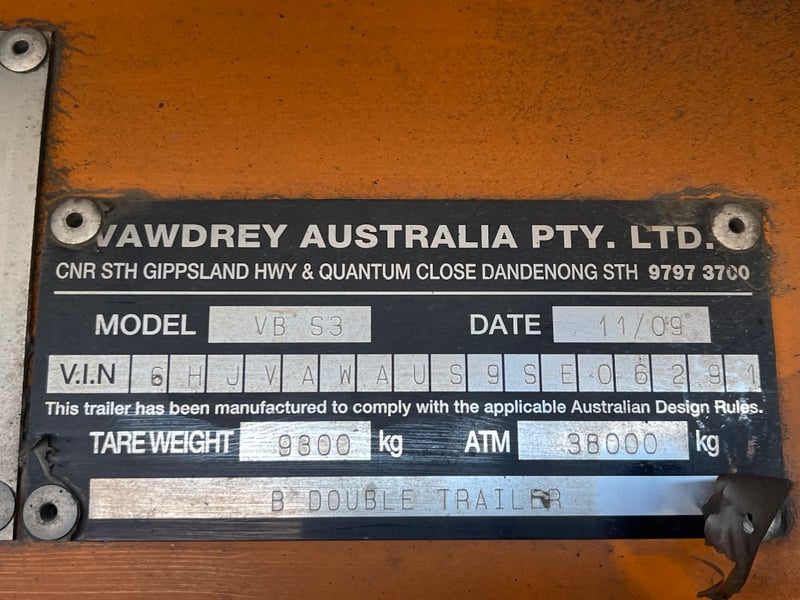 VAWDREY AUSTRALIA PTY. LTD.
CNR STH GIPPSLAND HWY & QUANTUM CLOSE DANDENONG STH 9797 3700
MODEL VB S3 DATE 11/09
V.I.N 6HJVAWAUS9SE06291
This trailer has been manufactured to comply with the applicable Australian Design Rules.
TARE WEIGHT 9300 kg ATM 38000 kg
B DOUBLE TRAILER